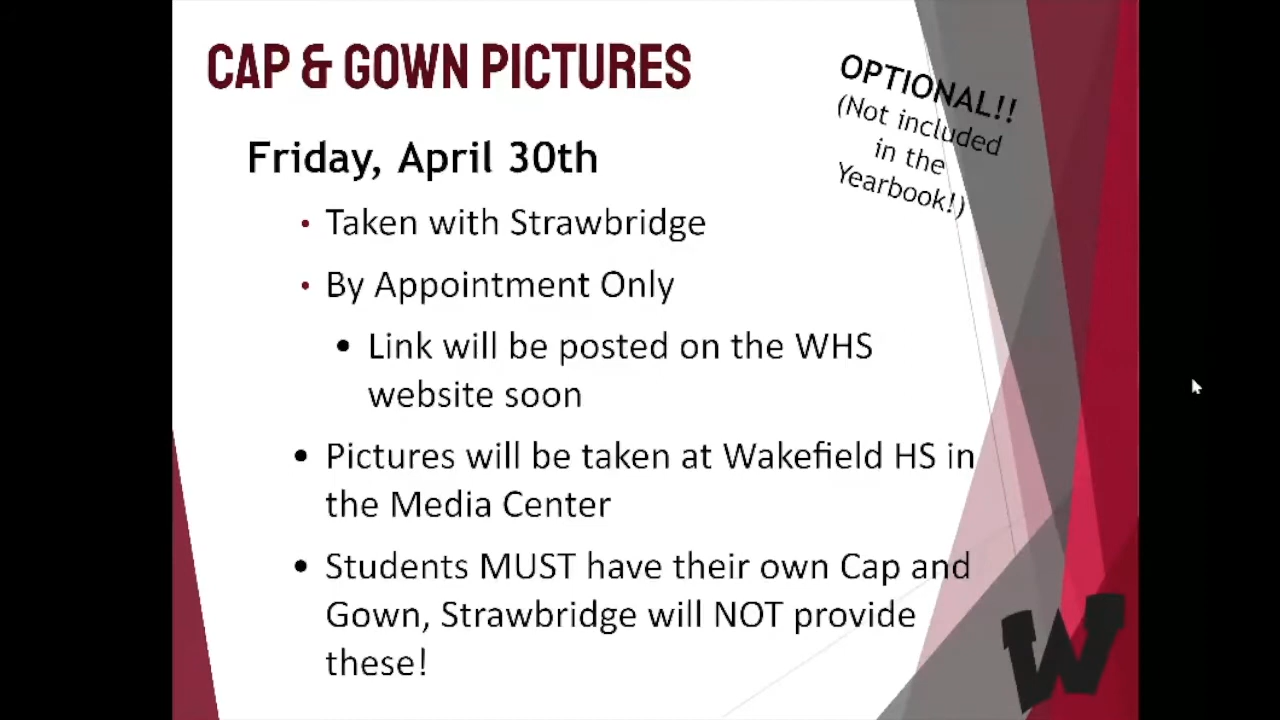 CAP & GOWN PICTURES
OPTIONAL!!
(Not included
in the
Yearbook!)
Friday, April 30th
• Taken with Strawbridge
• By Appointment Only
• Link will be posted on the WHS
website soon
• Pictures will be taken at Wakefield HS in
the Media Center
• Students MUST have their own Cap and
Gown, Strawbridge will NOT provide
these!
W